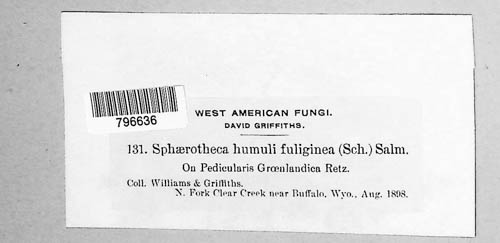 796636
WEST AMERICAN FUNGI.
DAVID GRIFFITHS.
131. Sphærotheca humuli fuliginea (Sch.) Salm.
On Pedicularis Grœnlandica Retz.
Coll. Williams & Griffiths.
N. Fork Clear Creek near Buffalo, Wyo., Aug. 1898.